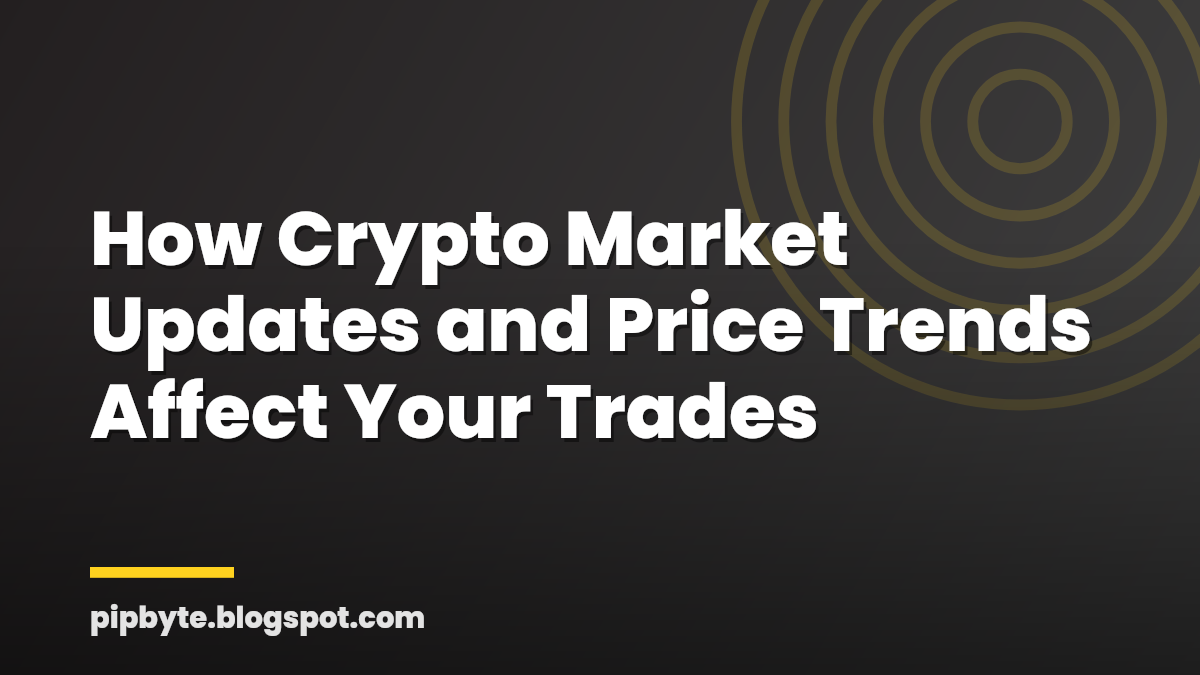 How Crypto Market
Updates and Price Trends
Affect Your Trades
pipbyte.blogspot.com